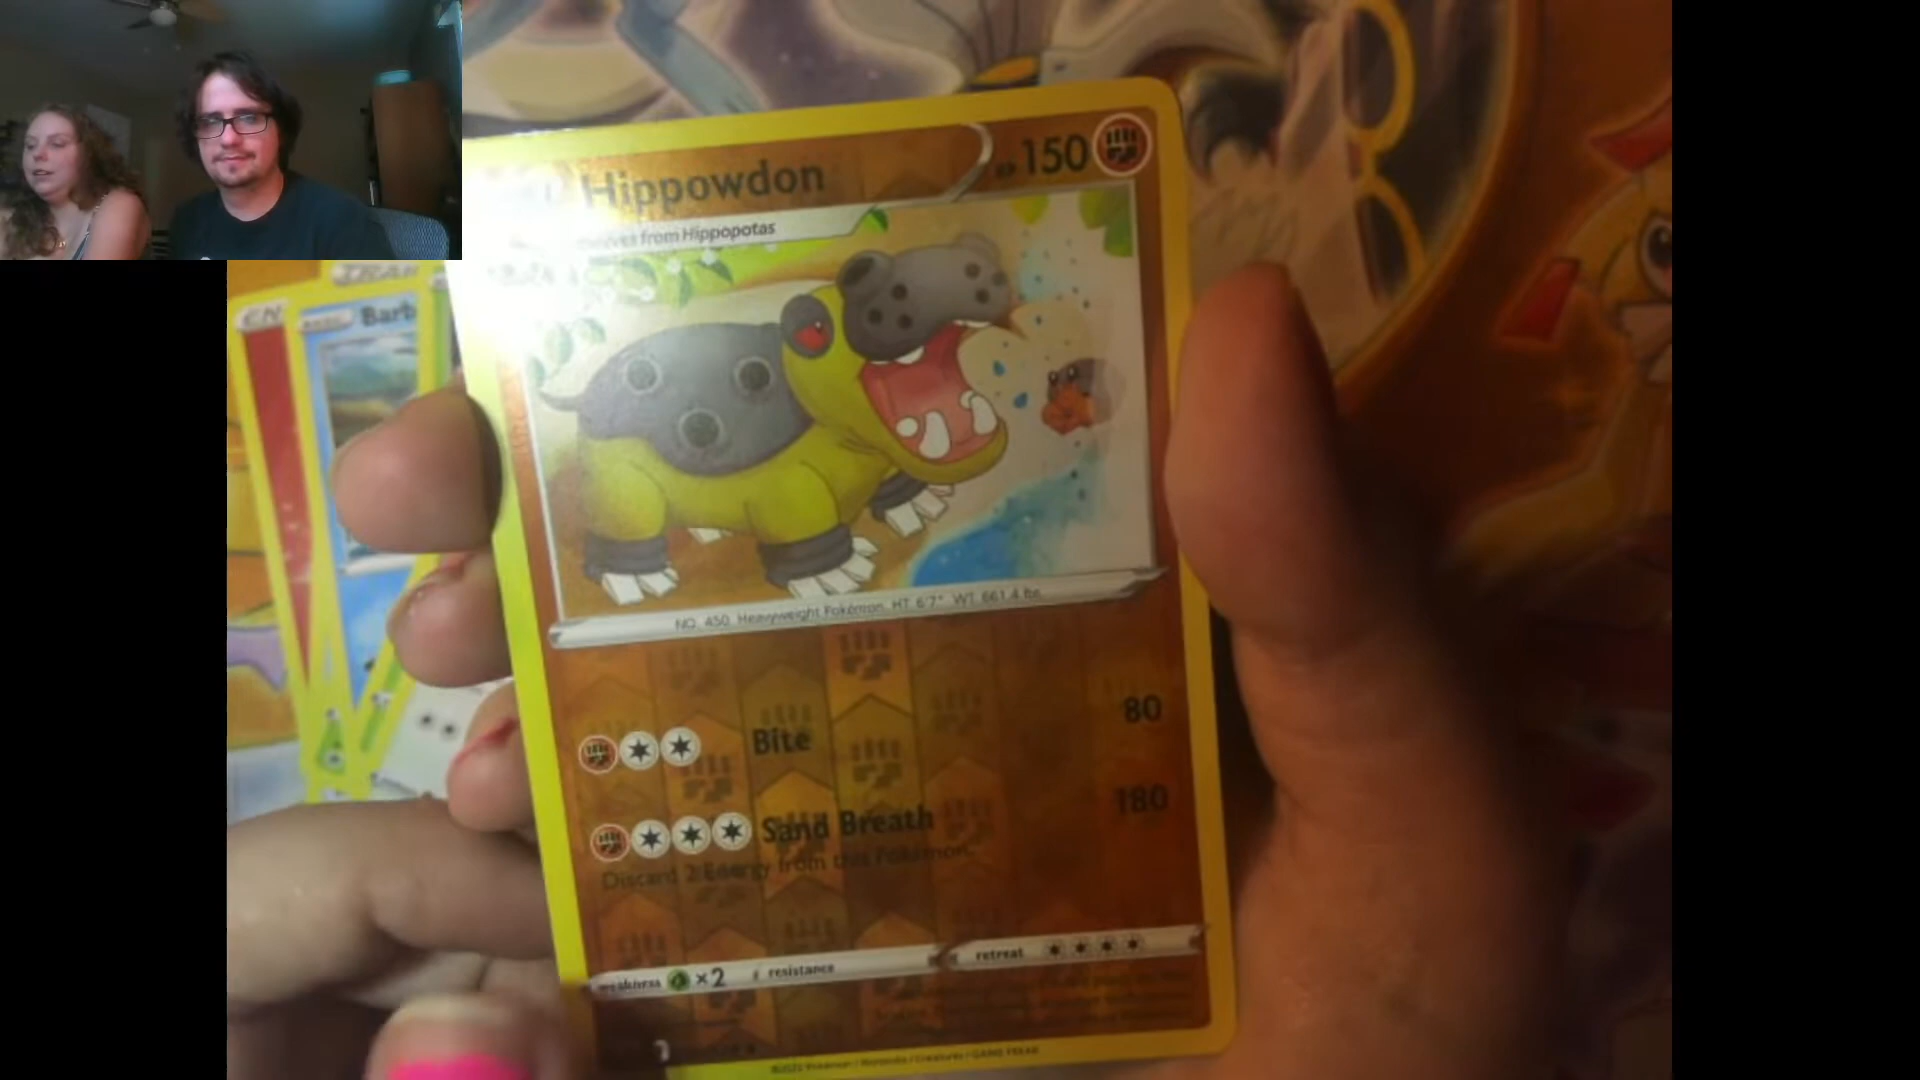 Hippowdon
150
from Hippopotas
EN
Barb
NO. 450 Heavyweight Pokémon HT 6'7" WT 661.4 lbs.
Bite 80
Sand Breath 180
Discard 2 Energy from this Pokémon.
weakness ×2 resistance
retreat